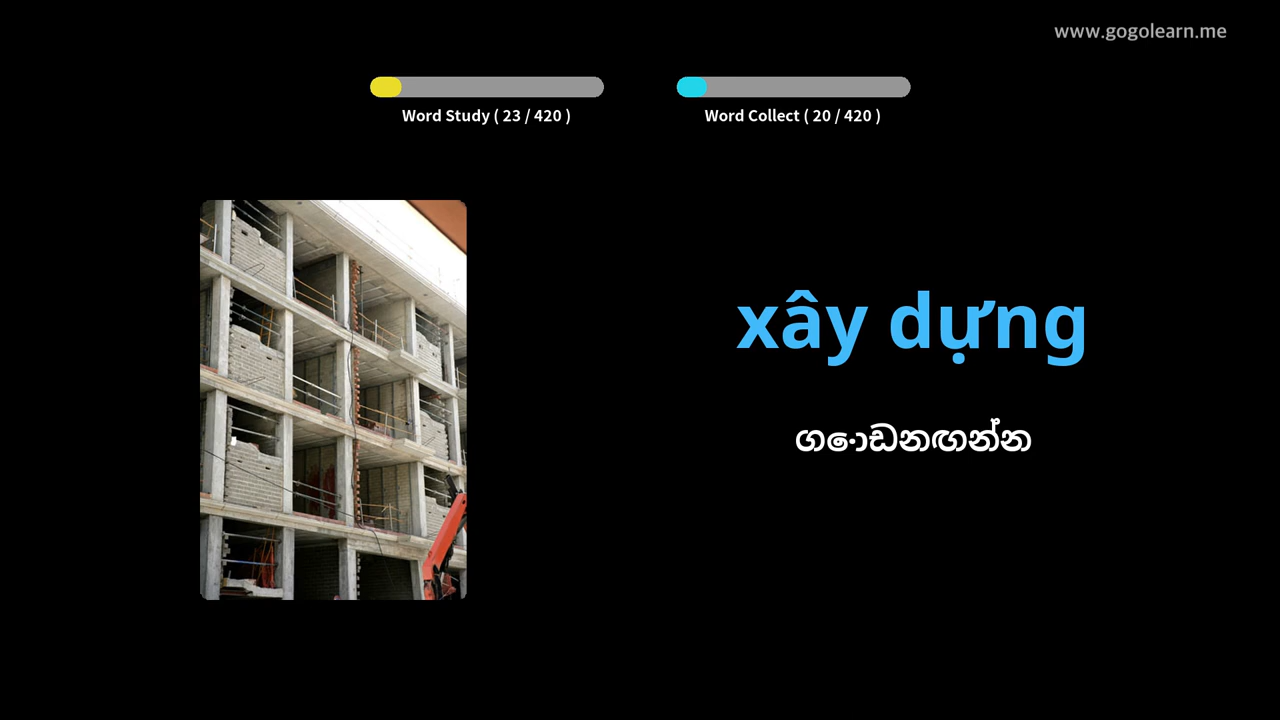 www.gogolearn.me
Word Study ( 23 / 420 )
Word Collect ( 20 / 420 )
xây dựng
ගොඩනඟන්න